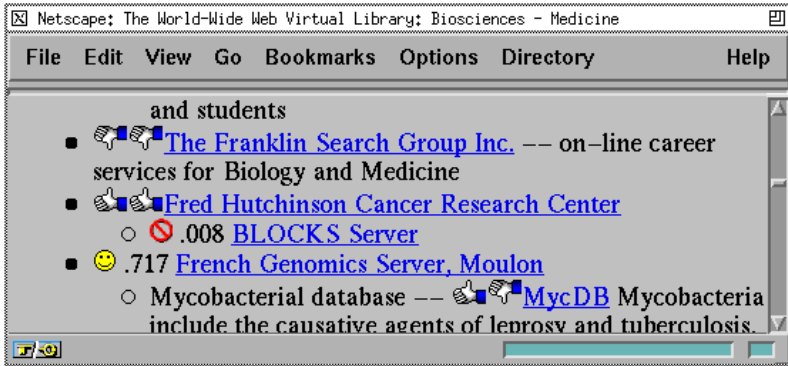 Netscape: The World-Wide Web Virtual Library: Biosciences - Medicine
File Edit View Go Bookmarks Options Directory Help
and students
The Franklin Search Group Inc. -- on-line career
services for Biology and Medicine
Fred Hutchinson Cancer Research Center
.008 BLOCKS Server
.717 French Genomics Server, Moulon
Mycobacterial database -- MycDB Mycobacteria
include the causative agents of leprosy and tuberculosis.